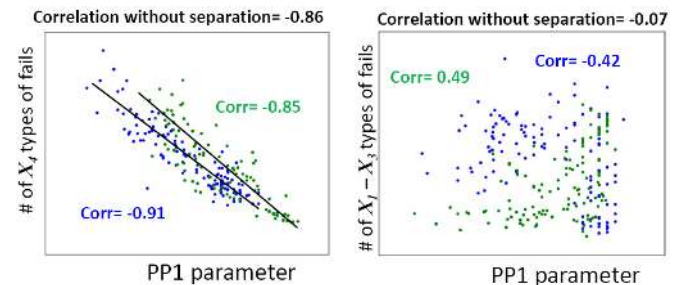 Correlation without separation= -0.86
# of X4 types of fails
Corr= -0.85
Corr= -0.91
PP1 parameter
Correlation without separation= -0.07
# of X1 – X3 types of fails
Corr= 0.49
Corr= -0.42
PP1 parameter